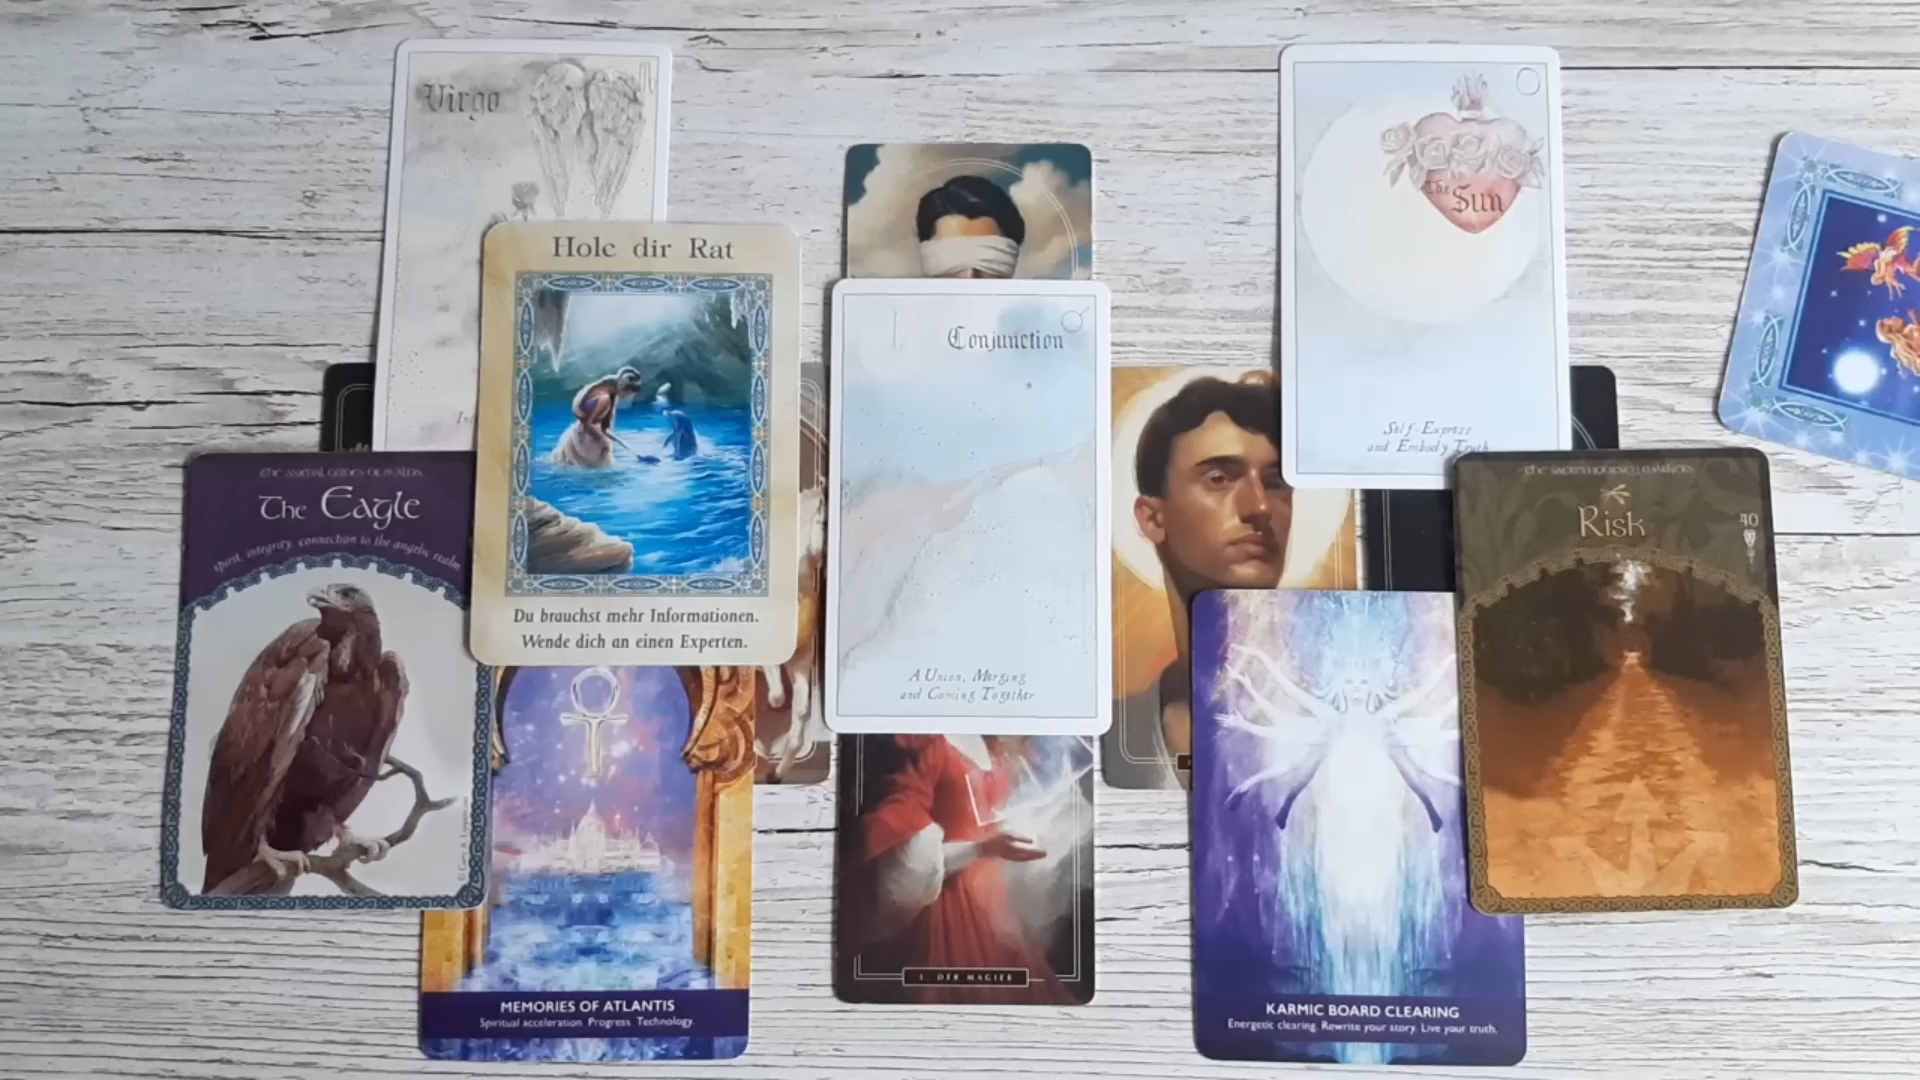 Virgo
Hole dir Rat
Du brauchst mehr Informationen.
Wende dich an einen Experten.
The Eagle
spirit, integrity, connection to the angelic realm
MEMORIES OF ATLANTIS
Spiritual acceleration. Progress. Technology.
Conjunction
A Union, Merging
and Coming Together
1. DER MAGIER
The Sun
Self-Express
and Embody Truth
Risk
40
KARMIC BOARD CLEARING
Energetic clearing. Rewrite your story. Live your truth.